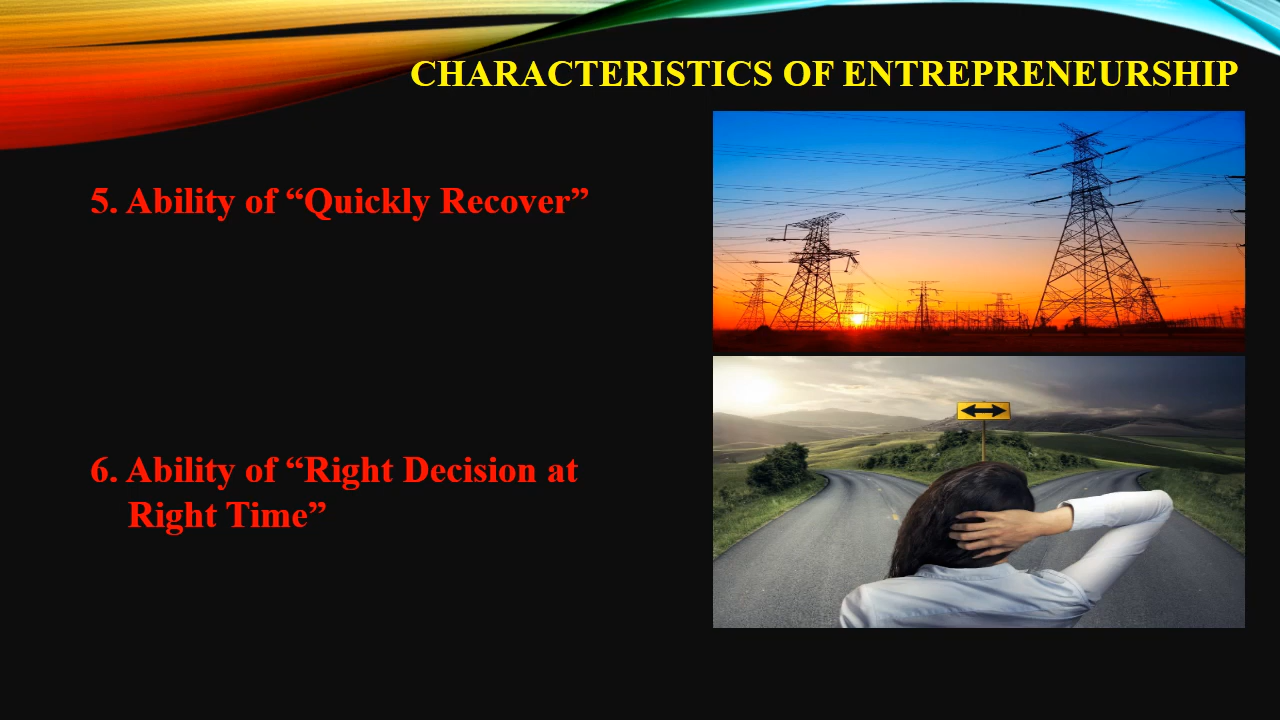 CHARACTERISTICS OF ENTREPRENEURSHIP
5. Ability of “Quickly Recover”
6. Ability of “Right Decision at
Right Time”